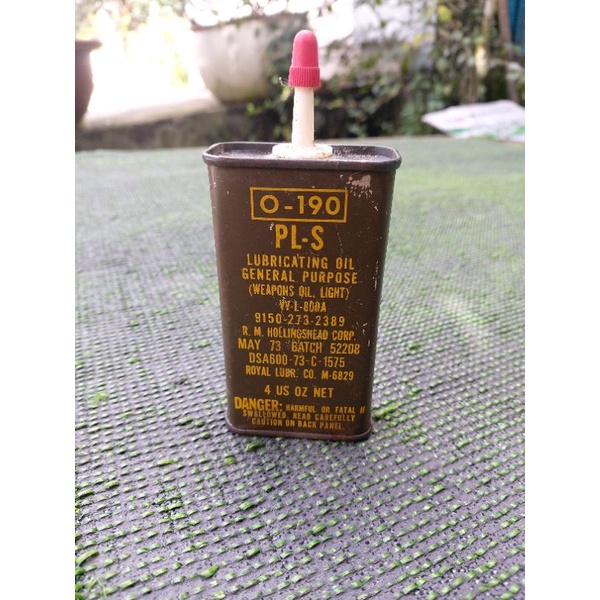 O-190
PL-S
LUBRICATING OIL
GENERAL PURPOSE
(WEAPONS OIL, LIGHT)
VV-L-800A
9150-273-2389
R. M. HOLLINGSHEAD CORP.
MAY 73 BATCH 52208
DSA600-73-C-1575
ROYAL LUBR. CO. M-6829
4 US OZ NET
DANGER: HARMFUL OR FATAL IF
SWALLOWED. READ CAREFULLY
CAUTION ON BACK PANEL.